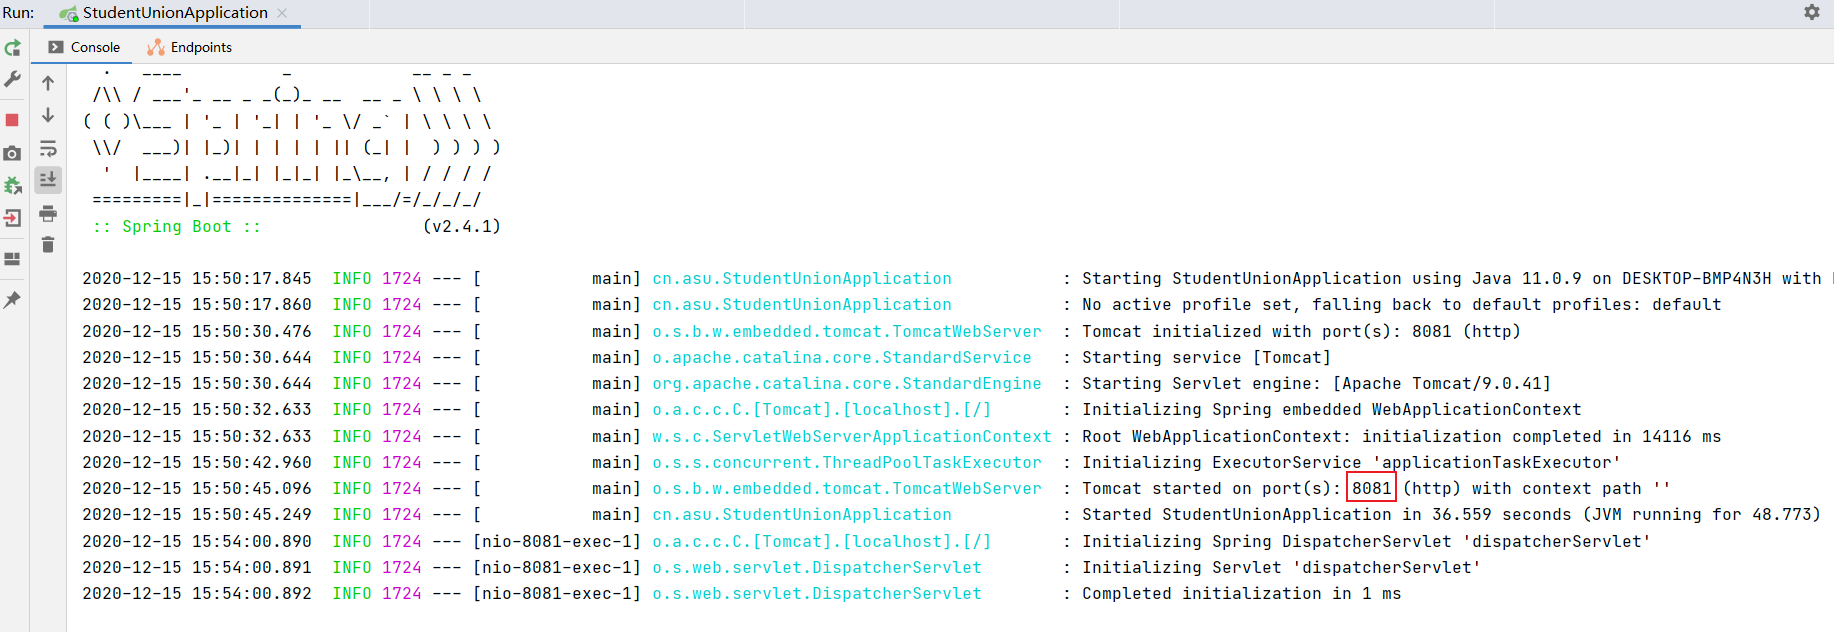 Run: StudentUnionApplication
Console Endpoints
.   ____          _            __ _ _
/\\ / ___'_ __ _ _(_)_ __  __ _ \ \ \ \
( ( )\___ | '_ | '_| | '_ \/ _` | \ \ \ \
\\/  ___)| |_)| | | | | || (_| |  ) ) ) )
'  |____| .__|_| |_|_| |_\__, | / / / /
=========|_|==============|___/=/_/_/_/
:: Spring Boot ::                (v2.4.1)
2020-12-15 15:50:17.845  INFO 1724 --- [           main] cn.asu.StudentUnionApplication           : Starting StudentUnionApplication using Java 11.0.9 on DESKTOP-BMP4N3H with
2020-12-15 15:50:17.860  INFO 1724 --- [           main] cn.asu.StudentUnionApplication           : No active profile set, falling back to default profiles: default
2020-12-15 15:50:30.476  INFO 1724 --- [           main] o.s.b.w.embedded.tomcat.TomcatWebServer  : Tomcat initialized with port(s): 8081 (http)
2020-12-15 15:50:30.644  INFO 1724 --- [           main] o.apache.catalina.core.StandardService   : Starting service [Tomcat]
2020-12-15 15:50:30.644  INFO 1724 --- [           main] org.apache.catalina.core.StandardEngine  : Starting Servlet engine: [Apache Tomcat/9.0.41]
2020-12-15 15:50:32.633  INFO 1724 --- [           main] o.a.c.c.C.[Tomcat].[localhost].[/]       : Initializing Spring embedded WebApplicationContext
2020-12-15 15:50:32.633  INFO 1724 --- [           main] w.s.c.ServletWebServerApplicationContext : Root WebApplicationContext: initialization completed in 14116 ms
2020-12-15 15:50:42.960  INFO 1724 --- [           main] o.s.s.concurrent.ThreadPoolTaskExecutor  : Initializing ExecutorService 'applicationTaskExecutor'
2020-12-15 15:50:45.096  INFO 1724 --- [           main] o.s.b.w.embedded.tomcat.TomcatWebServer  : Tomcat started on port(s): 8081 (http) with context path ''
2020-12-15 15:50:45.249  INFO 1724 --- [           main] cn.asu.StudentUnionApplication           : Started StudentUnionApplication in 36.559 seconds (JVM running for 48.773)
2020-12-15 15:54:00.890  INFO 1724 --- [nio-8081-exec-1] o.a.c.c.C.[Tomcat].[localhost].[/]       : Initializing Spring DispatcherServlet 'dispatcherServlet'
2020-12-15 15:54:00.891  INFO 1724 --- [nio-8081-exec-1] o.s.web.servlet.DispatcherServlet        : Initializing Servlet 'dispatcherServlet'
2020-12-15 15:54:00.892  INFO 1724 --- [nio-8081-exec-1] o.s.web.servlet.DispatcherServlet        : Completed initialization in 1 ms